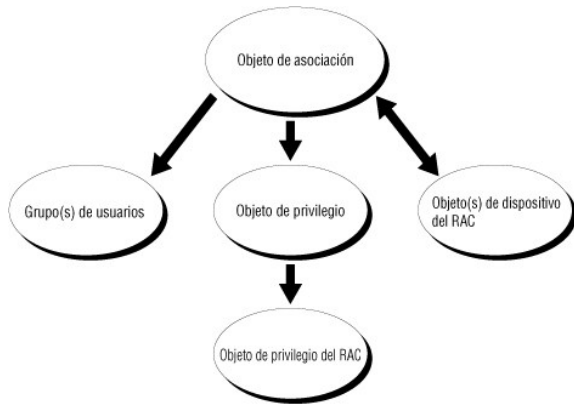 Objeto de asociación
Grupo(s) de usuarios
Objeto de privilegio
Objeto(s) de dispositivo
del RAC
Objeto de privilegio del RAC